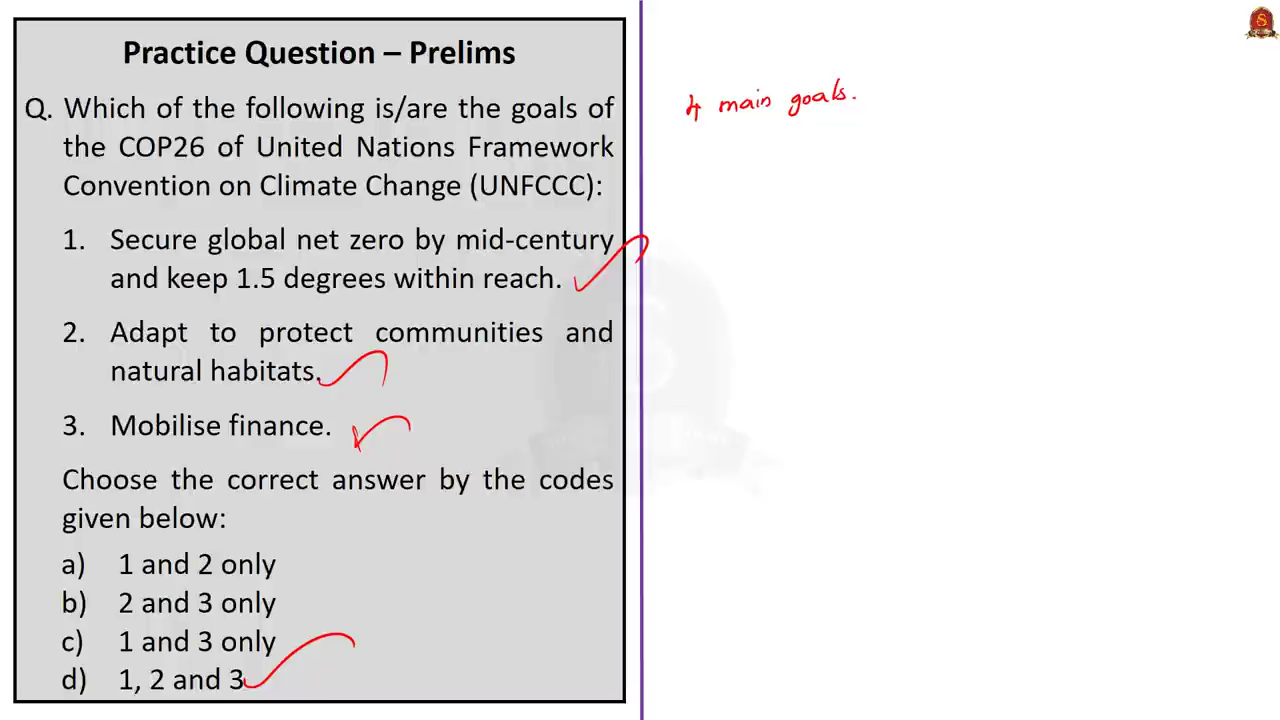 Practice Question – Prelims
Q. Which of the following is/are the goals of
the COP26 of United Nations Framework
Convention on Climate Change (UNFCCC):
1. Secure global net zero by mid-century
and keep 1.5 degrees within reach.
2. Adapt to protect communities and
natural habitats.
3. Mobilise finance.
Choose the correct answer by the codes
given below:
a) 1 and 2 only
b) 2 and 3 only
c) 1 and 3 only
d) 1, 2 and 3
4 main goals.
S